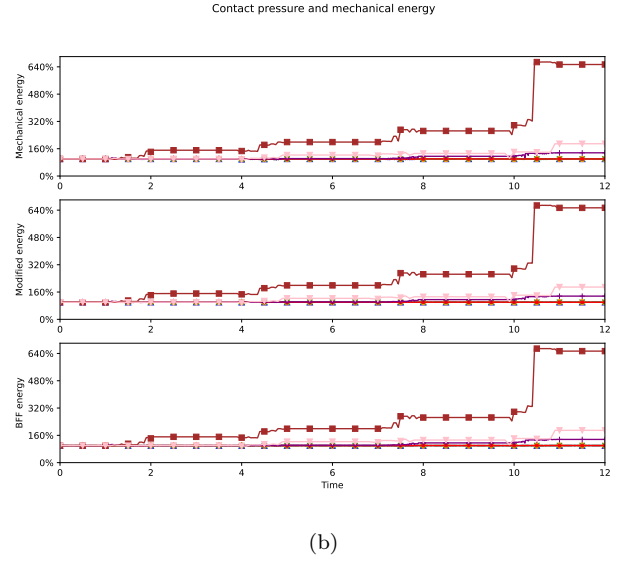 Contact pressure and mechanical energy
Mechanical energy
640%
480%
320%
160%
0%
0 2 4 6 8 10 12
Modified energy
640%
480%
320%
160%
0%
0 2 4 6 8 10 12
BFF energy
640%
480%
320%
160%
0%
0 2 4 6 8 10 12
Time
(b)